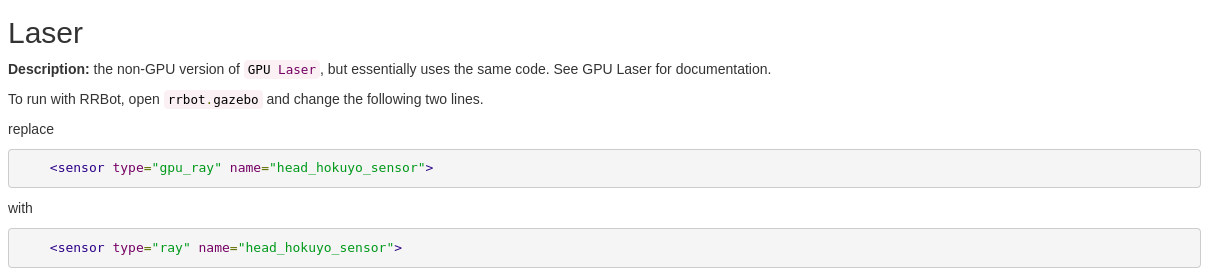 Laser
Description: the non-GPU version of GPU Laser, but essentially uses the same code. See GPU Laser for documentation.
To run with RRBot, open rrbot.gazebo and change the following two lines.
replace
<sensor type="gpu_ray" name="head_hokuyo_sensor">
with
<sensor type="ray" name="head_hokuyo_sensor">